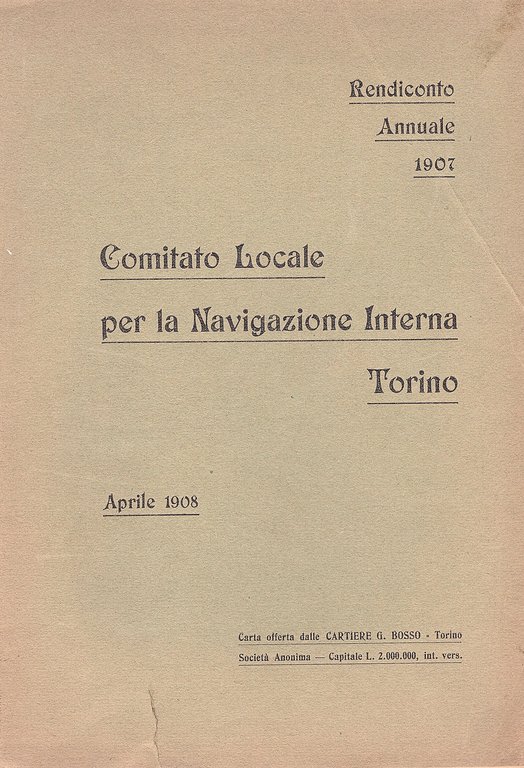 Rendiconto
Annuale
1907
Comitato Locale
per la Navigazione Interna
Torino
Aprile 1908
Carta offerta dalle CARTIERE G. BOSSO - Torino
Società Anonima — Capitale L. 2.000.000, int. vers.